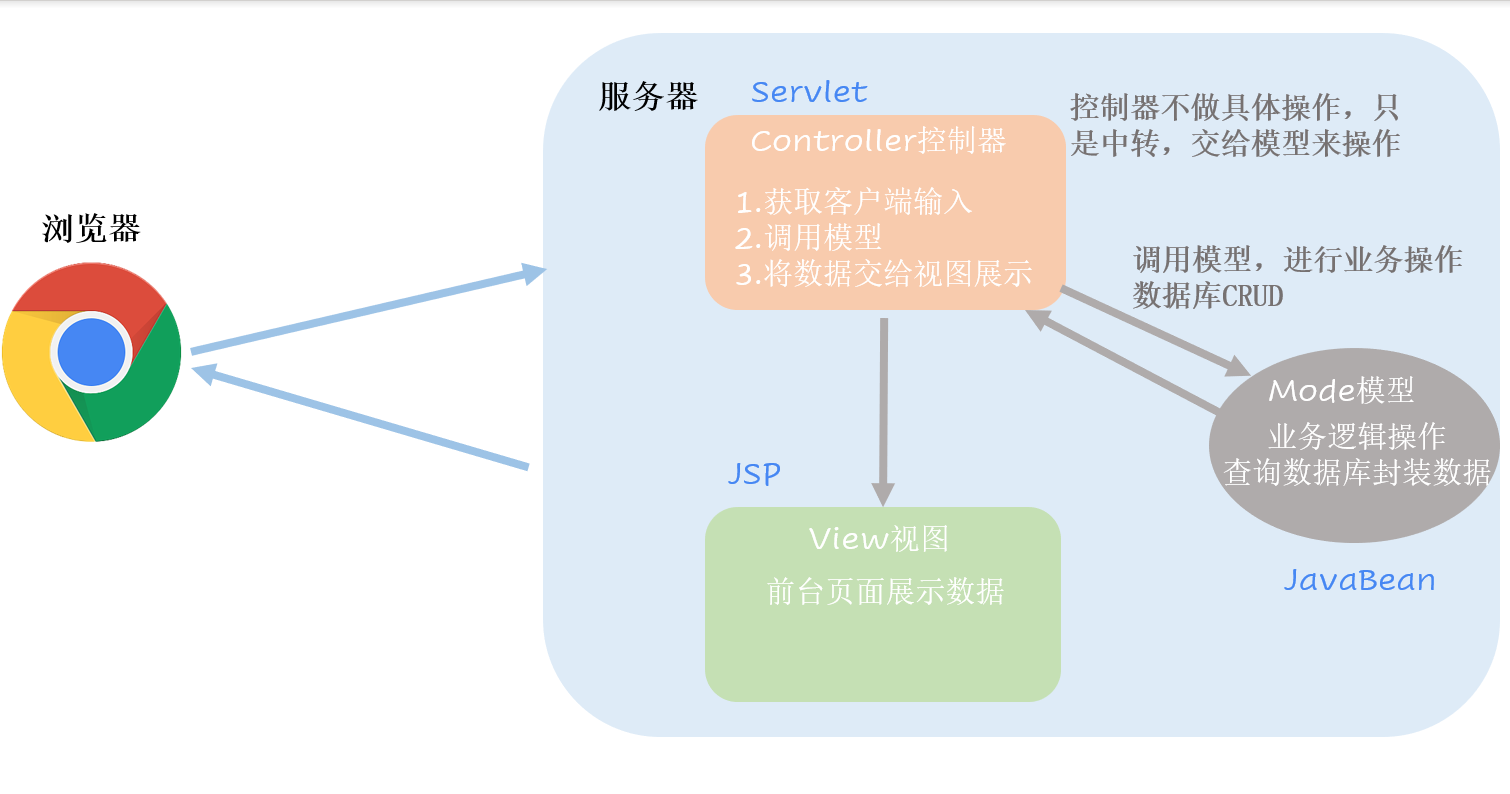 服务器
Servlet
Controller控制器
1.获取客户端输入
2.调用模型
3.将数据交给视图展示
控制器不做具体操作，只
是中转，交给模型来操作
浏览器
调用模型，进行业务操作
数据库CRUD
Mode模型
业务逻辑操作
查询数据库封装数据
JavaBean
JSP
View视图
前台页面展示数据